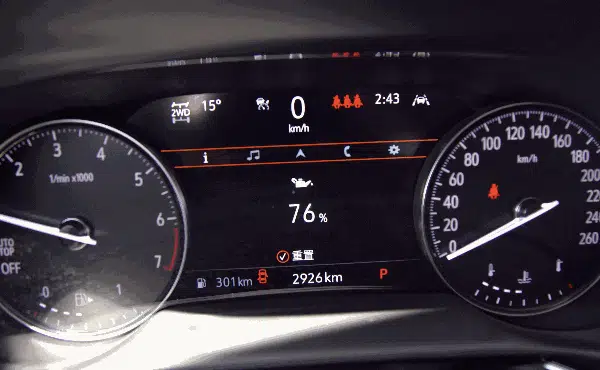 2WD 15° 0 2:43
km/h
i
76%
重置
301km 2926km P
2 3 4 5 6 7
1/min x1000
AUTO
STOP
OFF
0 1
0 20 40 60 80 100 120 140 160 180 200 220 240 260
km/h